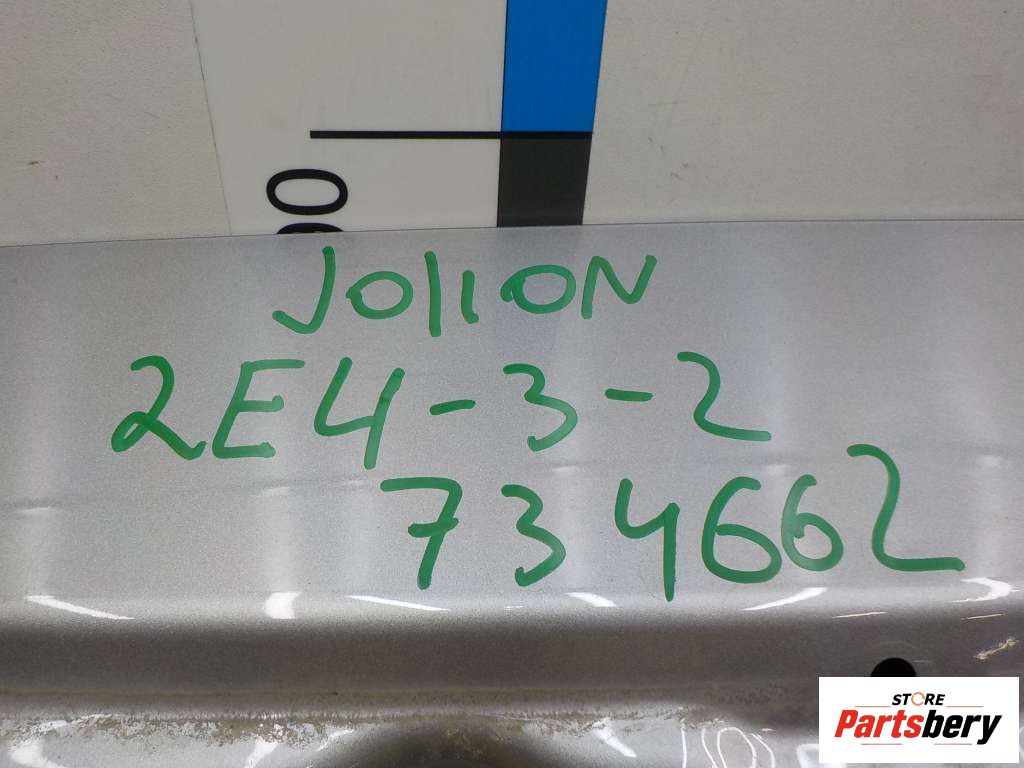 JOlION
2E4-3-2
734662
STORE
Partsbery